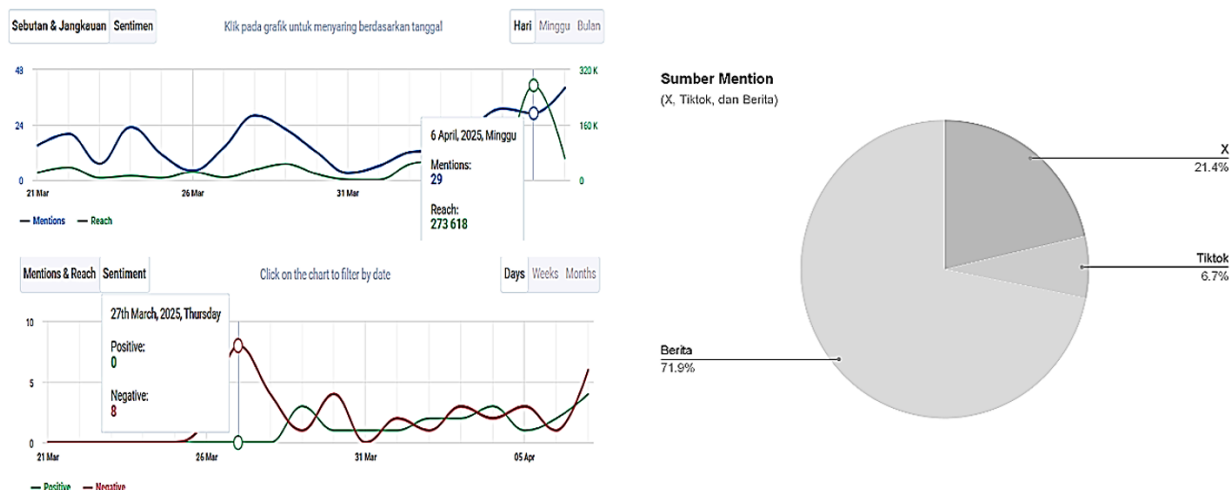 Sebutan & Jangkauan Sentimen
Klik pada grafik untuk menyaring berdasarkan tanggal
Hari Minggu Bulan
48
24
0
320 K
160 K
0
6 April, 2025, Minggu
Mentions:
29
Reach:
273 618
21 Mar
26 Mar
31 Mar
Mentions Reach
Mentions & Reach Sentiment
Click on the chart to filter by date
Days Weeks Months
27th March, 2025, Thursday
Positive:
0
Negative:
8
10
5
0
21 Mar
26 Mar
31 Mar
05 Apr
Positive Negative
Sumber Mention
(X, Tiktok, dan Berita)
X
21.4%
Tiktok
6.7%
Berita
71.9%